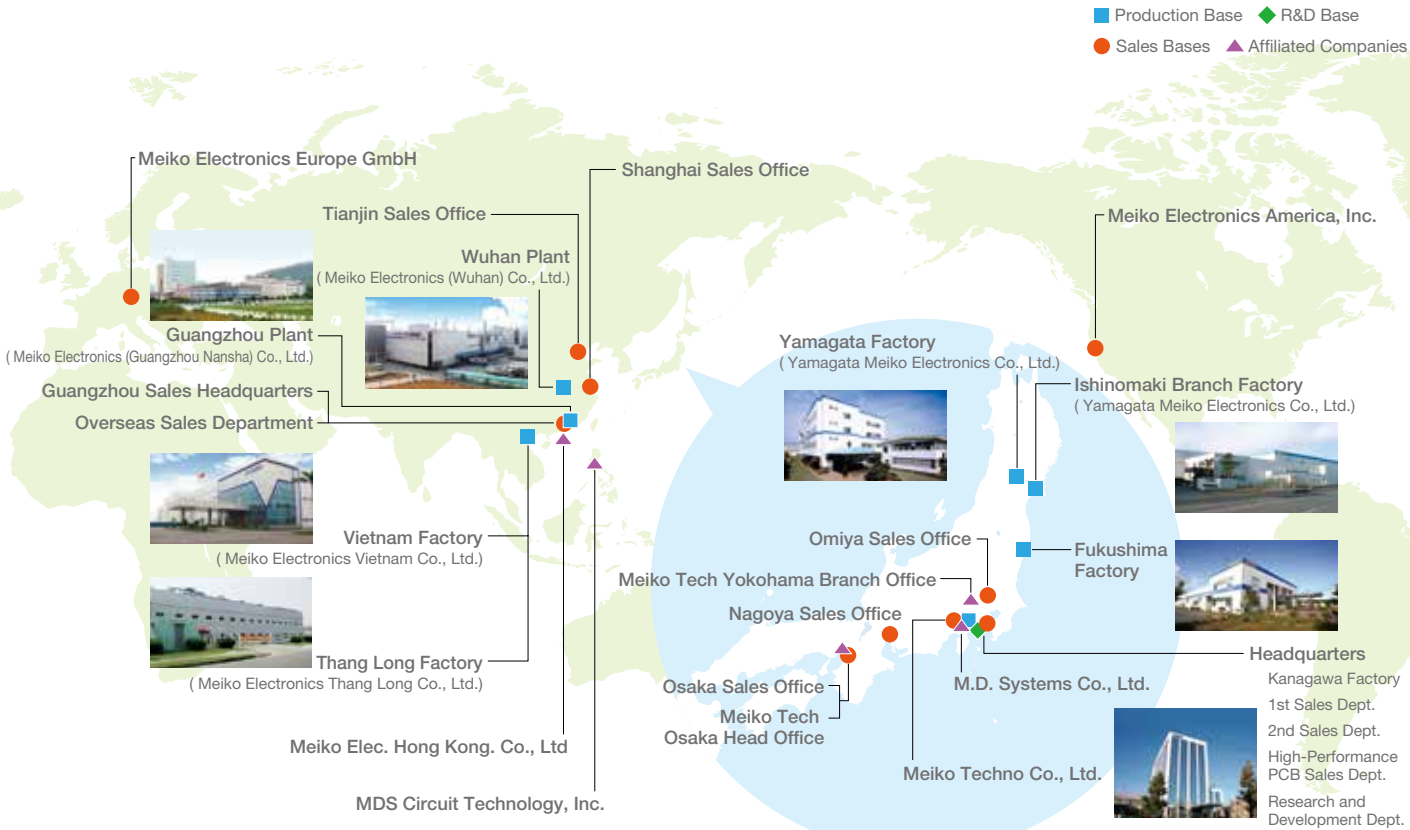 Production Base
R&D Base
Sales Bases
Affiliated Companies
Meiko Electronics Europe GmbH
Shanghai Sales Office
Tianjin Sales Office
Meiko Electronics America, Inc.
Wuhan Plant
( Meiko Electronics (Wuhan) Co., Ltd.)
Guangzhou Plant
( Meiko Electronics (Guangzhou Nansha) Co., Ltd.)
Yamagata Factory
( Yamagata Meiko Electronics Co., Ltd.)
Guangzhou Sales Headquarters
Ishinomaki Branch Factory
( Yamagata Meiko Electronics Co., Ltd.)
Overseas Sales Department
Vietnam Factory
( Meiko Electronics Vietnam Co., Ltd.)
Omiya Sales Office
Fukushima
Factory
Meiko Tech Yokohama Branch Office
Nagoya Sales Office
Thang Long Factory
( Meiko Electronics Thang Long Co., Ltd.)
Headquarters
Kanagawa Factory
1st Sales Dept.
2nd Sales Dept.
High-Performance
PCB Sales Dept.
Research and
Development Dept.
Osaka Sales Office
M.D. Systems Co., Ltd.
Meiko Tech
Osaka Head Office
Meiko Elec. Hong Kong. Co., Ltd
Meiko Techno Co., Ltd.
MDS Circuit Technology, Inc.